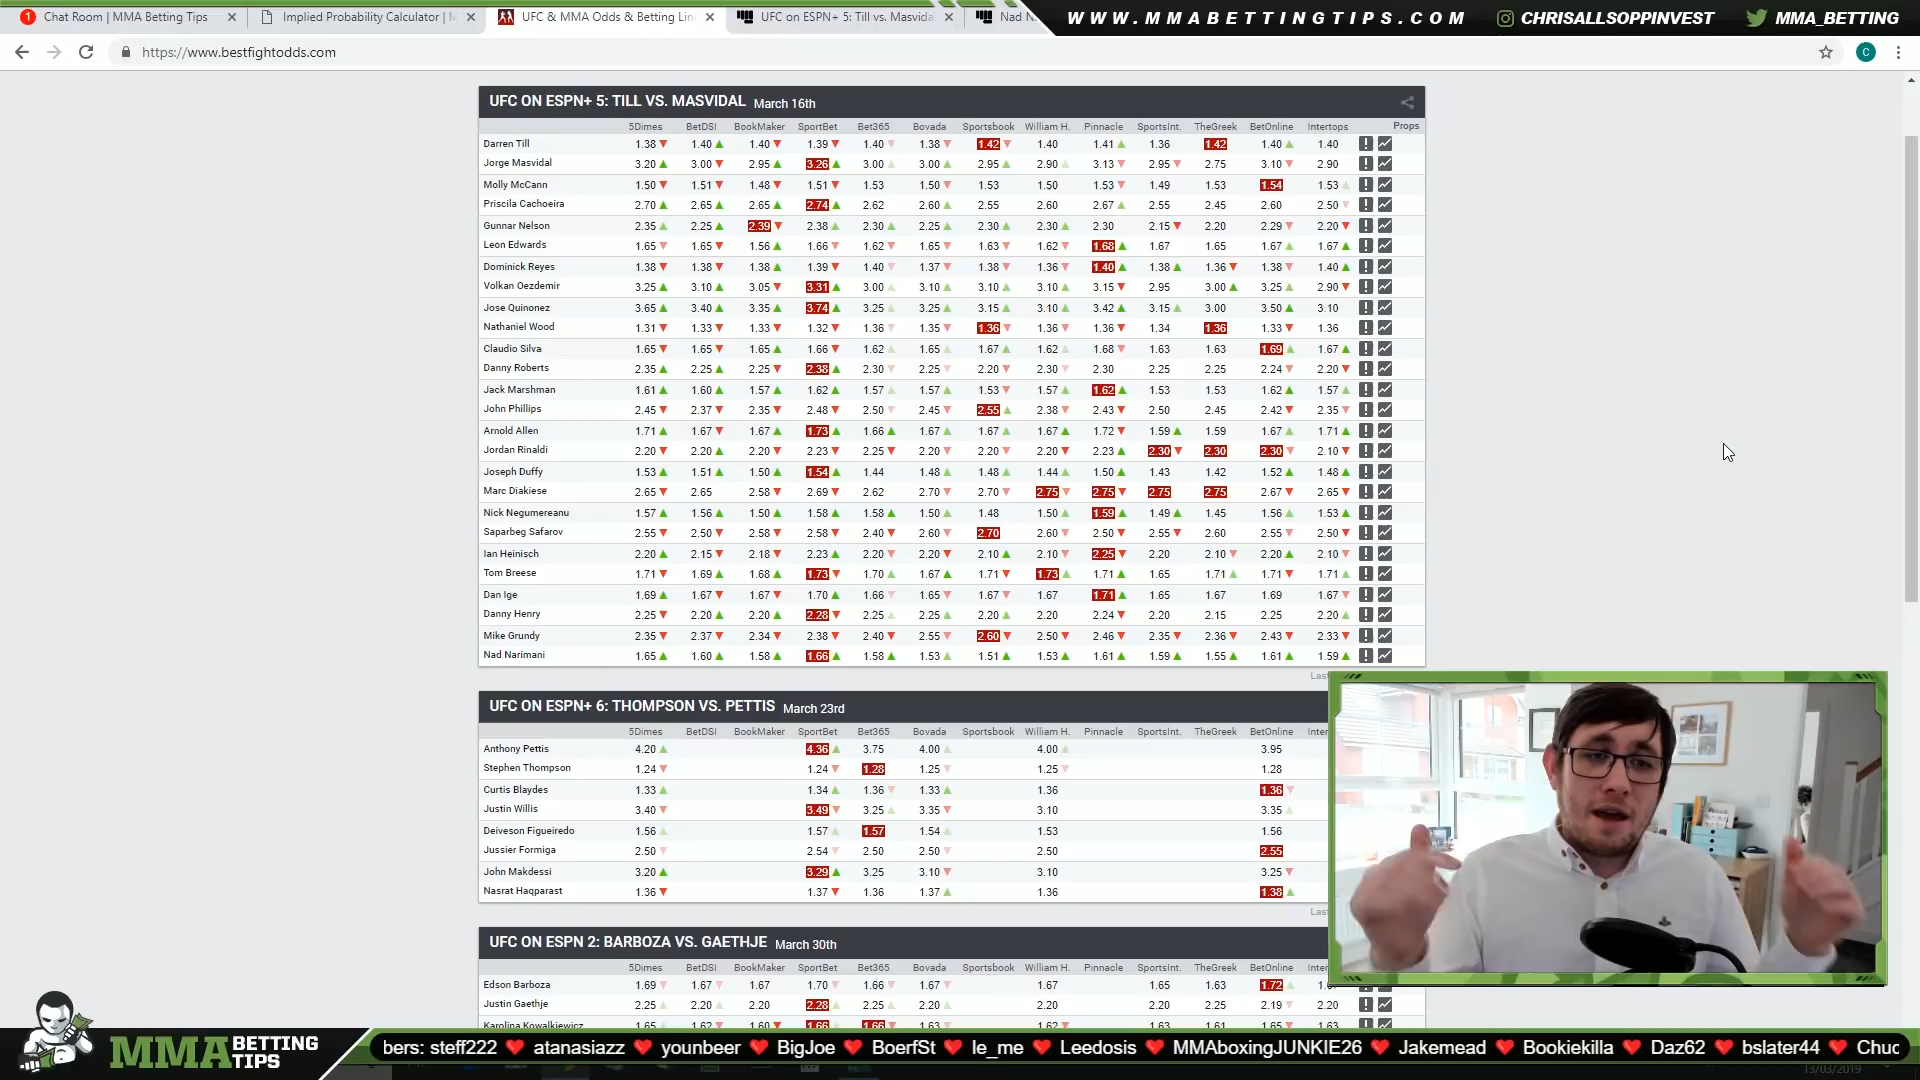 Chat Room | MMA Betting Tips
Implied Probability Calculator | M
UFC & MMA Odds & Betting Lin
UFC on ESPN+ 5: Till vs. Masvida
Nad N
WWW.MMABETTINGTIPS.COM
CHRISALLSOPPINVEST
MMA_BETTING
https://www.bestfightodds.com
C
UFC ON ESPN+ 5: TILL VS. MASVIDAL March 16th
5Dimes BetDSI BookMaker SportBet Bet365 Bovada Sportsbook William H. Pinnacle SportsInt. TheGreek BetOnline Intertops Props
Darren Till 1.38 1.40 1.40 1.39 1.40 1.38 1.42 1.40 1.41 1.36 1.42 1.40 1.40
Jorge Masvidal 3.20 3.00 2.95 3.26 3.00 3.00 2.95 2.90 3.13 2.95 2.75 3.10 2.90
Molly McCann 1.50 1.51 1.48 1.51 1.53 1.50 1.53 1.50 1.53 1.49 1.53 1.54 1.53
Priscila Cachoeira 2.70 2.65 2.65 2.74 2.62 2.60 2.55 2.60 2.67 2.55 2.45 2.60 2.50
Gunnar Nelson 2.35 2.25 2.39 2.38 2.30 2.25 2.30 2.30 2.30 2.15 2.20 2.29 2.20
Leon Edwards 1.65 1.65 1.56 1.66 1.62 1.65 1.63 1.62 1.68 1.67 1.65 1.67 1.67
Dominick Reyes 1.38 1.38 1.38 1.39 1.40 1.37 1.38 1.36 1.40 1.38 1.36 1.38 1.40
Volkan Oezdemir 3.25 3.10 3.05 3.31 3.00 3.10 3.10 3.10 3.15 2.95 3.00 3.25 2.90
Jose Quinonez 3.65 3.40 3.35 3.74 3.25 3.25 3.15 3.10 3.42 3.15 3.00 3.50 3.10
Nathaniel Wood 1.31 1.33 1.33 1.32 1.36 1.35 1.36 1.36 1.36 1.34 1.36 1.33 1.36
Claudio Silva 1.65 1.65 1.65 1.66 1.62 1.65 1.67 1.62 1.68 1.63 1.63 1.69 1.67
Danny Roberts 2.35 2.25 2.25 2.38 2.30 2.25 2.20 2.30 2.30 2.25 2.25 2.24 2.20
Jack Marshman 1.61 1.60 1.57 1.62 1.57 1.57 1.53 1.57 1.62 1.53 1.53 1.62 1.57
John Phillips 2.45 2.37 2.35 2.48 2.50 2.45 2.55 2.38 2.43 2.50 2.45 2.42 2.35
Arnold Allen 1.71 1.67 1.67 1.73 1.66 1.67 1.67 1.67 1.72 1.59 1.59 1.67 1.71
Jordan Rinaldi 2.20 2.20 2.20 2.23 2.25 2.20 2.20 2.20 2.23 2.30 2.30 2.30 2.10
Joseph Duffy 1.53 1.51 1.50 1.54 1.44 1.48 1.48 1.44 1.50 1.43 1.42 1.52 1.48
Marc Diakiese 2.65 2.65 2.58 2.69 2.62 2.70 2.70 2.75 2.75 2.75 2.75 2.67 2.65
Nick Negumereanu 1.57 1.56 1.50 1.58 1.58 1.50 1.48 1.50 1.59 1.49 1.45 1.56 1.53
Saparbeg Safarov 2.55 2.50 2.58 2.58 2.40 2.60 2.70 2.60 2.50 2.55 2.60 2.55 2.50
Ian Heinisch 2.20 2.15 2.18 2.23 2.20 2.20 2.10 2.10 2.25 2.20 2.10 2.20 2.10
Tom Breese 1.71 1.69 1.68 1.73 1.70 1.67 1.71 1.73 1.71 1.65 1.71 1.71 1.71
Dan Ige 1.69 1.67 1.67 1.70 1.66 1.65 1.67 1.67 1.71 1.65 1.67 1.69 1.67
Danny Henry 2.25 2.20 2.20 2.28 2.25 2.25 2.20 2.20 2.24 2.20 2.15 2.25 2.20
Mike Grundy 2.35 2.37 2.34 2.38 2.40 2.55 2.60 2.50 2.46 2.35 2.36 2.43 2.33
Nad Narimani 1.65 1.60 1.58 1.66 1.58 1.53 1.51 1.53 1.61 1.59 1.55 1.61 1.59
Las
UFC ON ESPN+ 6: THOMPSON VS. PETTIS March 23rd
5Dimes BetDSI BookMaker SportBet Bet365 Bovada Sportsbook William H. Pinnacle SportsInt. TheGreek BetOnline Inter
Anthony Pettis 4.20 4.36 3.75 4.00 4.00 3.95
Stephen Thompson 1.24 1.24 1.28 1.25 1.25 1.28
Curtis Blaydes 1.33 1.34 1.36 1.33 1.36 1.36
Justin Willis 3.40 3.49 3.25 3.35 3.10 3.35
Deiveson Figueiredo 1.56 1.57 1.57 1.54 1.53 1.56
Jussier Formiga 2.50 2.54 2.50 2.50 2.50 2.55
John Makdessi 3.20 3.29 3.25 3.10 3.10 3.25
Nasrat Haqparast 1.36 1.37 1.36 1.37 1.36 1.38
Las
UFC ON ESPN 2: BARBOZA VS. GAETHJE March 30th
5Dimes BetDSI BookMaker SportBet Bet365 Bovada Sportsbook William H. Pinnacle SportsInt. TheGreek BetOnline Inter
Edson Barboza 1.69 1.67 1.67 1.70 1.66 1.67 1.67 1.65 1.63 1.72
Justin Gaethje 2.25 2.20 2.20 2.28 2.25 2.20 2.20 2.25 2.20 2.19 2.20
Karolina Kowalkiewicz 1.65 1.62 1.60 1.66 1.66 1.63 1.62 1.63 1.61 1.65 1.63
MMA BETTING TIPS
bers: steff222 atanasiazz younbeer BigJoe BoerfSt le_me Leedosis MMAboxingJUNKIE26 Jakemead Bookiekilla Daz62 bslater44 Chuc
13/03/2019